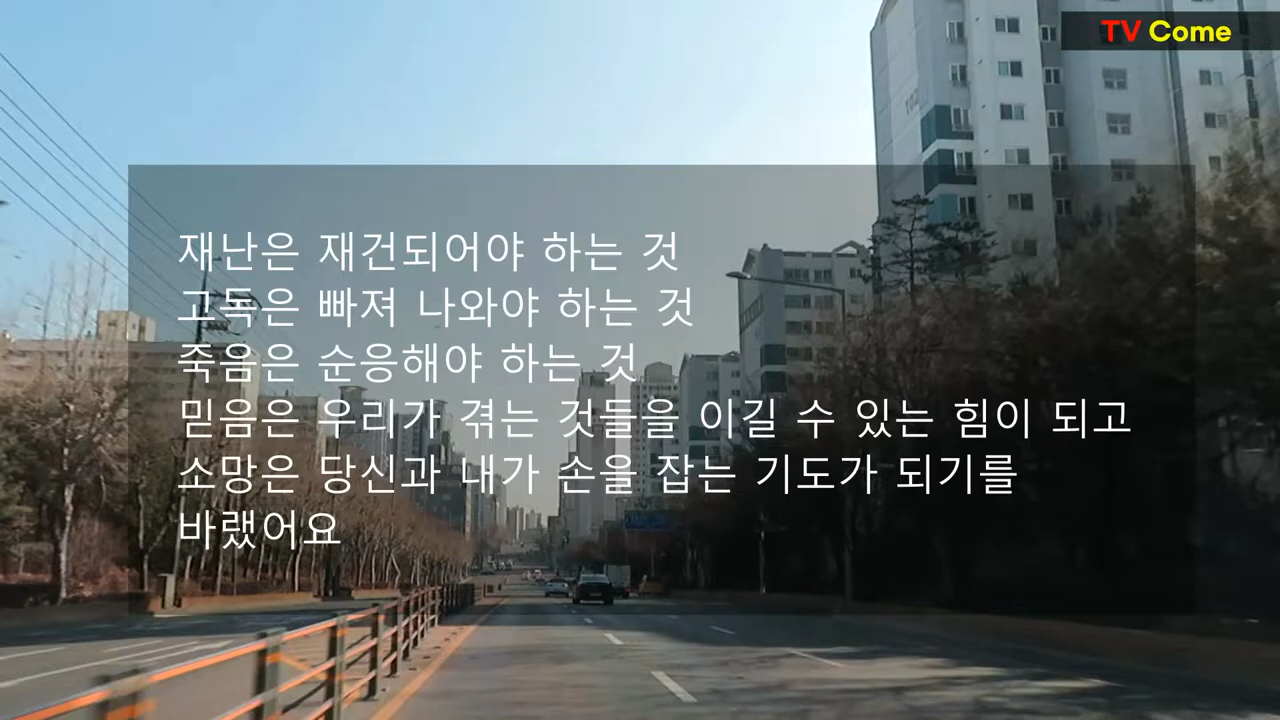 TV Come
재난은 재건되어야 하는 것
고독은 빠져 나와야 하는 것
죽음은 순응해야 하는 것
믿음은 우리가 겪는 것들을 이길 수 있는 힘이 되고
소망은 당신과 내가 손을 잡는 기도가 되기를
바랬어요